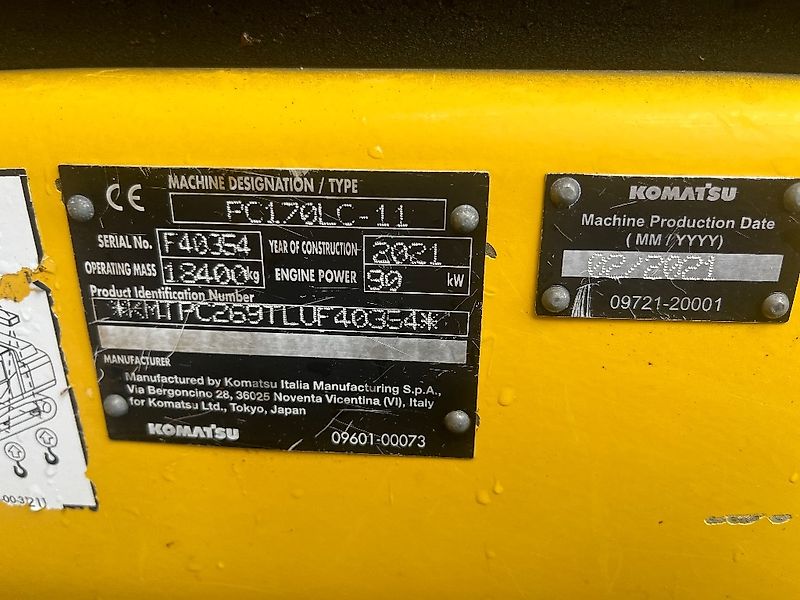 CE
MACHINE DESIGNATION / TYPE
PC170LC-11
SERIAL No. F40354 YEAR OF CONSTRUCTION 2021
OPERATING MASS 18400kg ENGINE POWER 90 kW
Product Identification Number
*KMTPC269TLUF40354*
MANUFACTURER
Manufactured by Komatsu Italia Manufacturing S.p.A.,
Via Bergoncino 28, 36025 Noventa Vicentina (VI), Italy
for Komatsu Ltd., Tokyo, Japan
KOMATSU 09601-00073
KOMATSU
Machine Production Date
( MM / YYYY)
02/2021
09721-20001